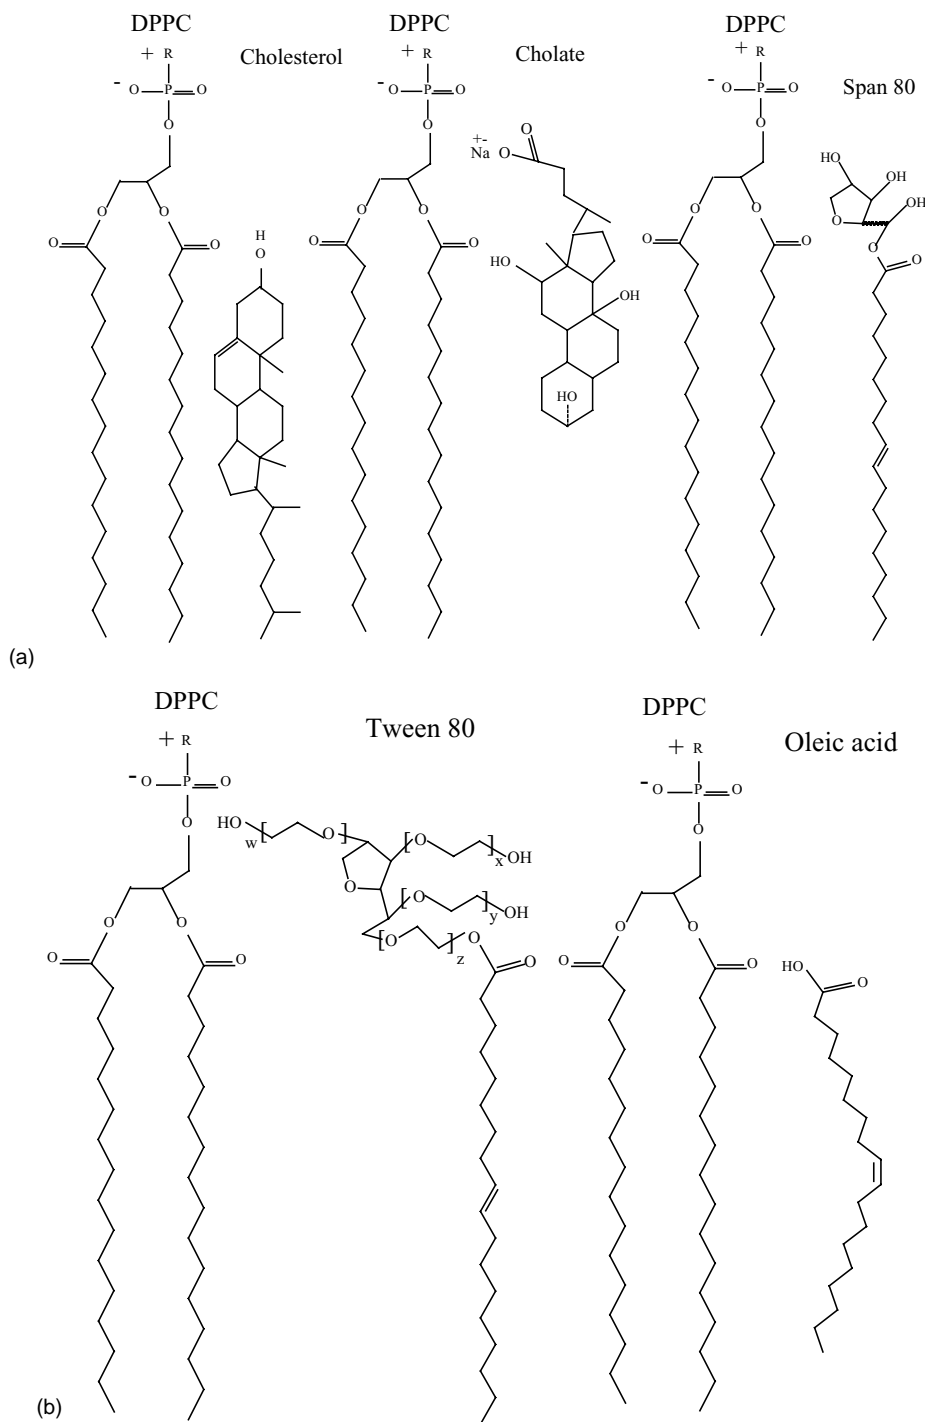 DPPC
+ R
- O P O
O
O O
O O
Cholesterol
H
O
DPPC
+ R
- O P O
O
O O
O O
Cholate
+-
Na O
O
HO
OH
HO
DPPC
+ R
- O P O
O
O O
O O
Span 80
HO
OH
OH
O
O
O
(a)
DPPC
+ R
- O P O
O
O O
O O
Tween 80
HO [ O ] w
[ O ] x OH
O
[ O ] y OH
[ O ] z O
O
DPPC
+ R
- O P O
O
O O
O O
Oleic acid
HO O
(b)